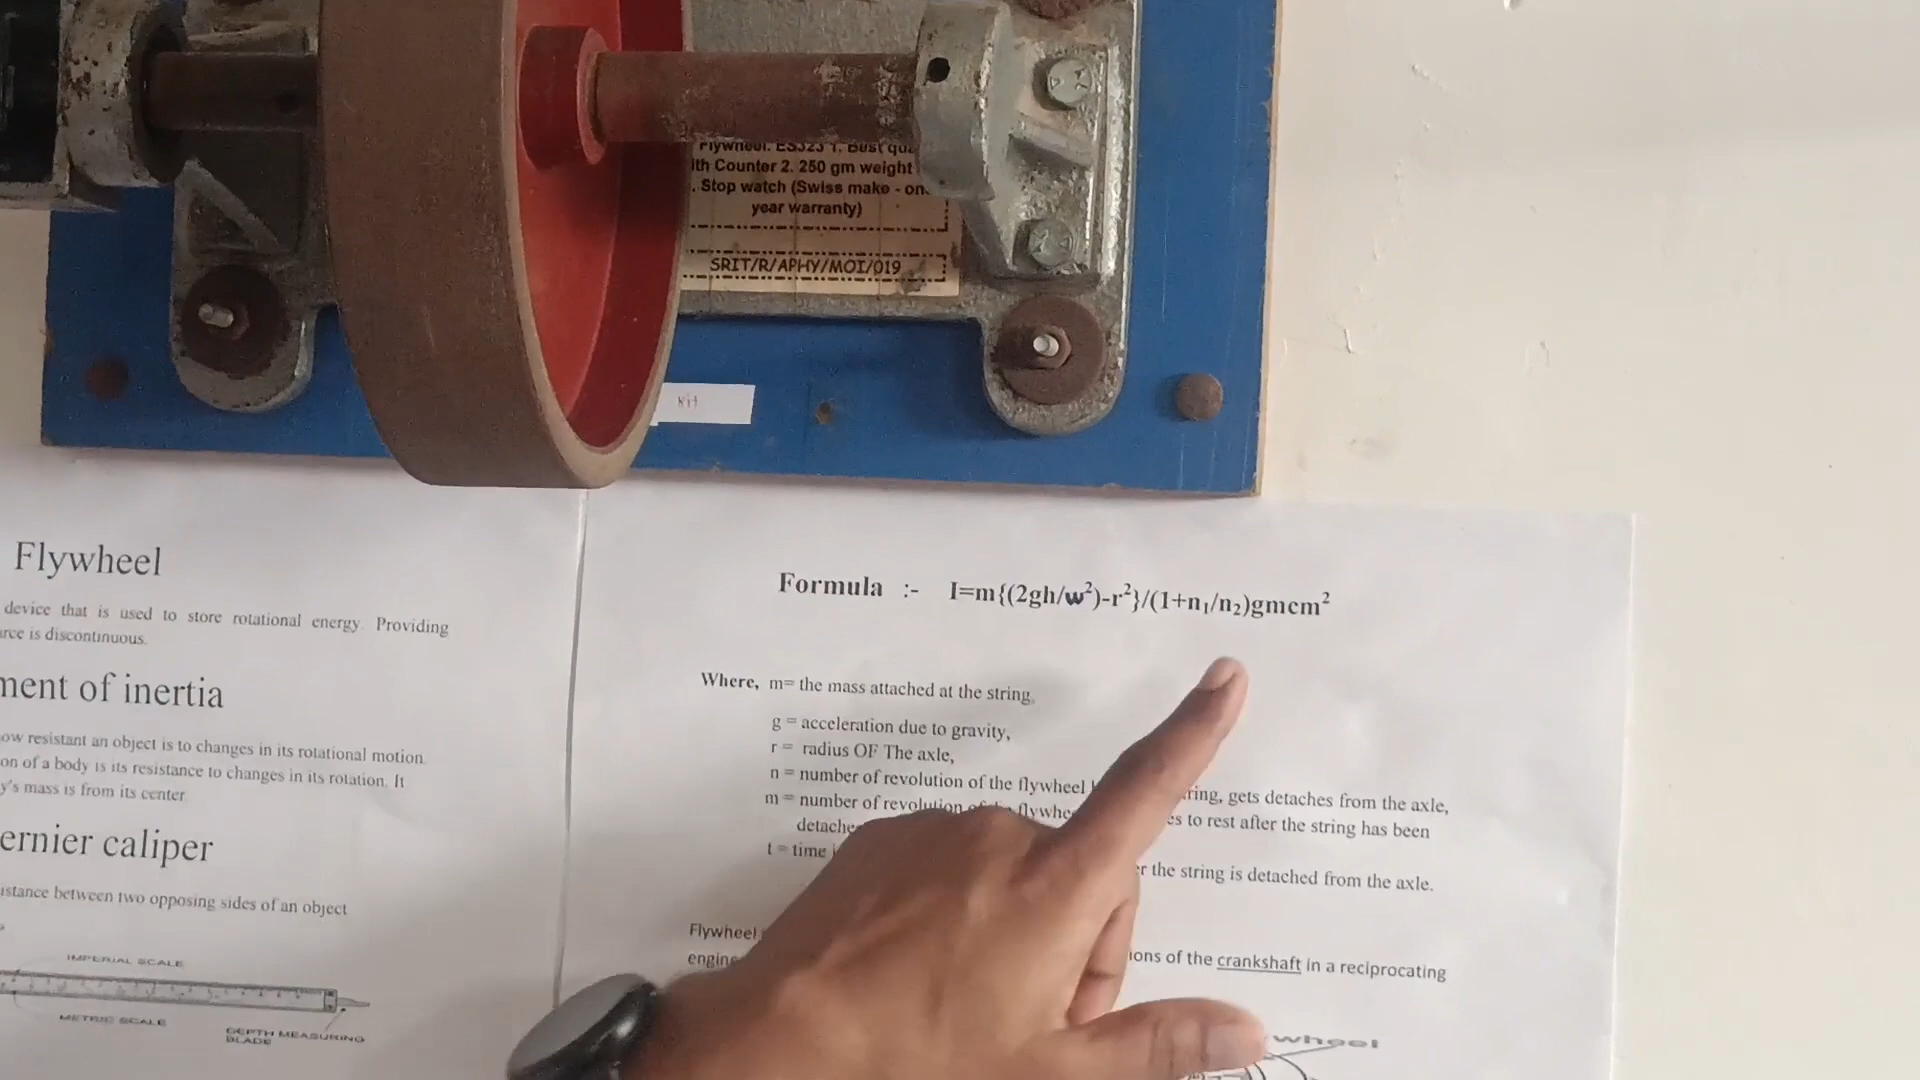 Flywheel. ES323 1. Best
ith Counter 2. 250 gm weight
. Stop watch (Swiss make - on
year warranty)
SRIT/R/APHY/MOI/019
Kit
Flywheel
device that is used to store rotational energy. Providing
is discontinuous.
ment of inertia
ow resistant an object is to changes in its rotational motion.
on of a body is its resistance to changes in its rotation. It
y's mass is from its center
ernier caliper
istance between two opposing sides of an object
IMPERIAL SCALE
METRIC SCALE
DEPTH MEASURING
BLADE
Formula :- I=m{(2gh/w²)-r²}/(1+n₁/n₂)gmcm²
Where, m= the mass attached at the string.
g = acceleration due to gravity,
r = radius OF The axle,
n = number of revolution of the flywheel ring, gets detaches from the axle,
m = number of revolution flywhe es to rest after the string has been
detache
t = time r the string is detached from the axle.
Flywheel
engine ions of the crankshaft in a reciprocating
wheel